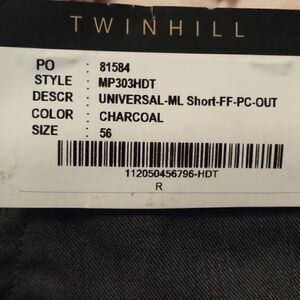 TWINHILL
PO : 81584
STYLE : MP303HDT
DESCR : UNIVERSAL-ML Short-FF-PC-OUT
COLOR : CHARCOAL
SIZE : 56
112050456796-HDT
R